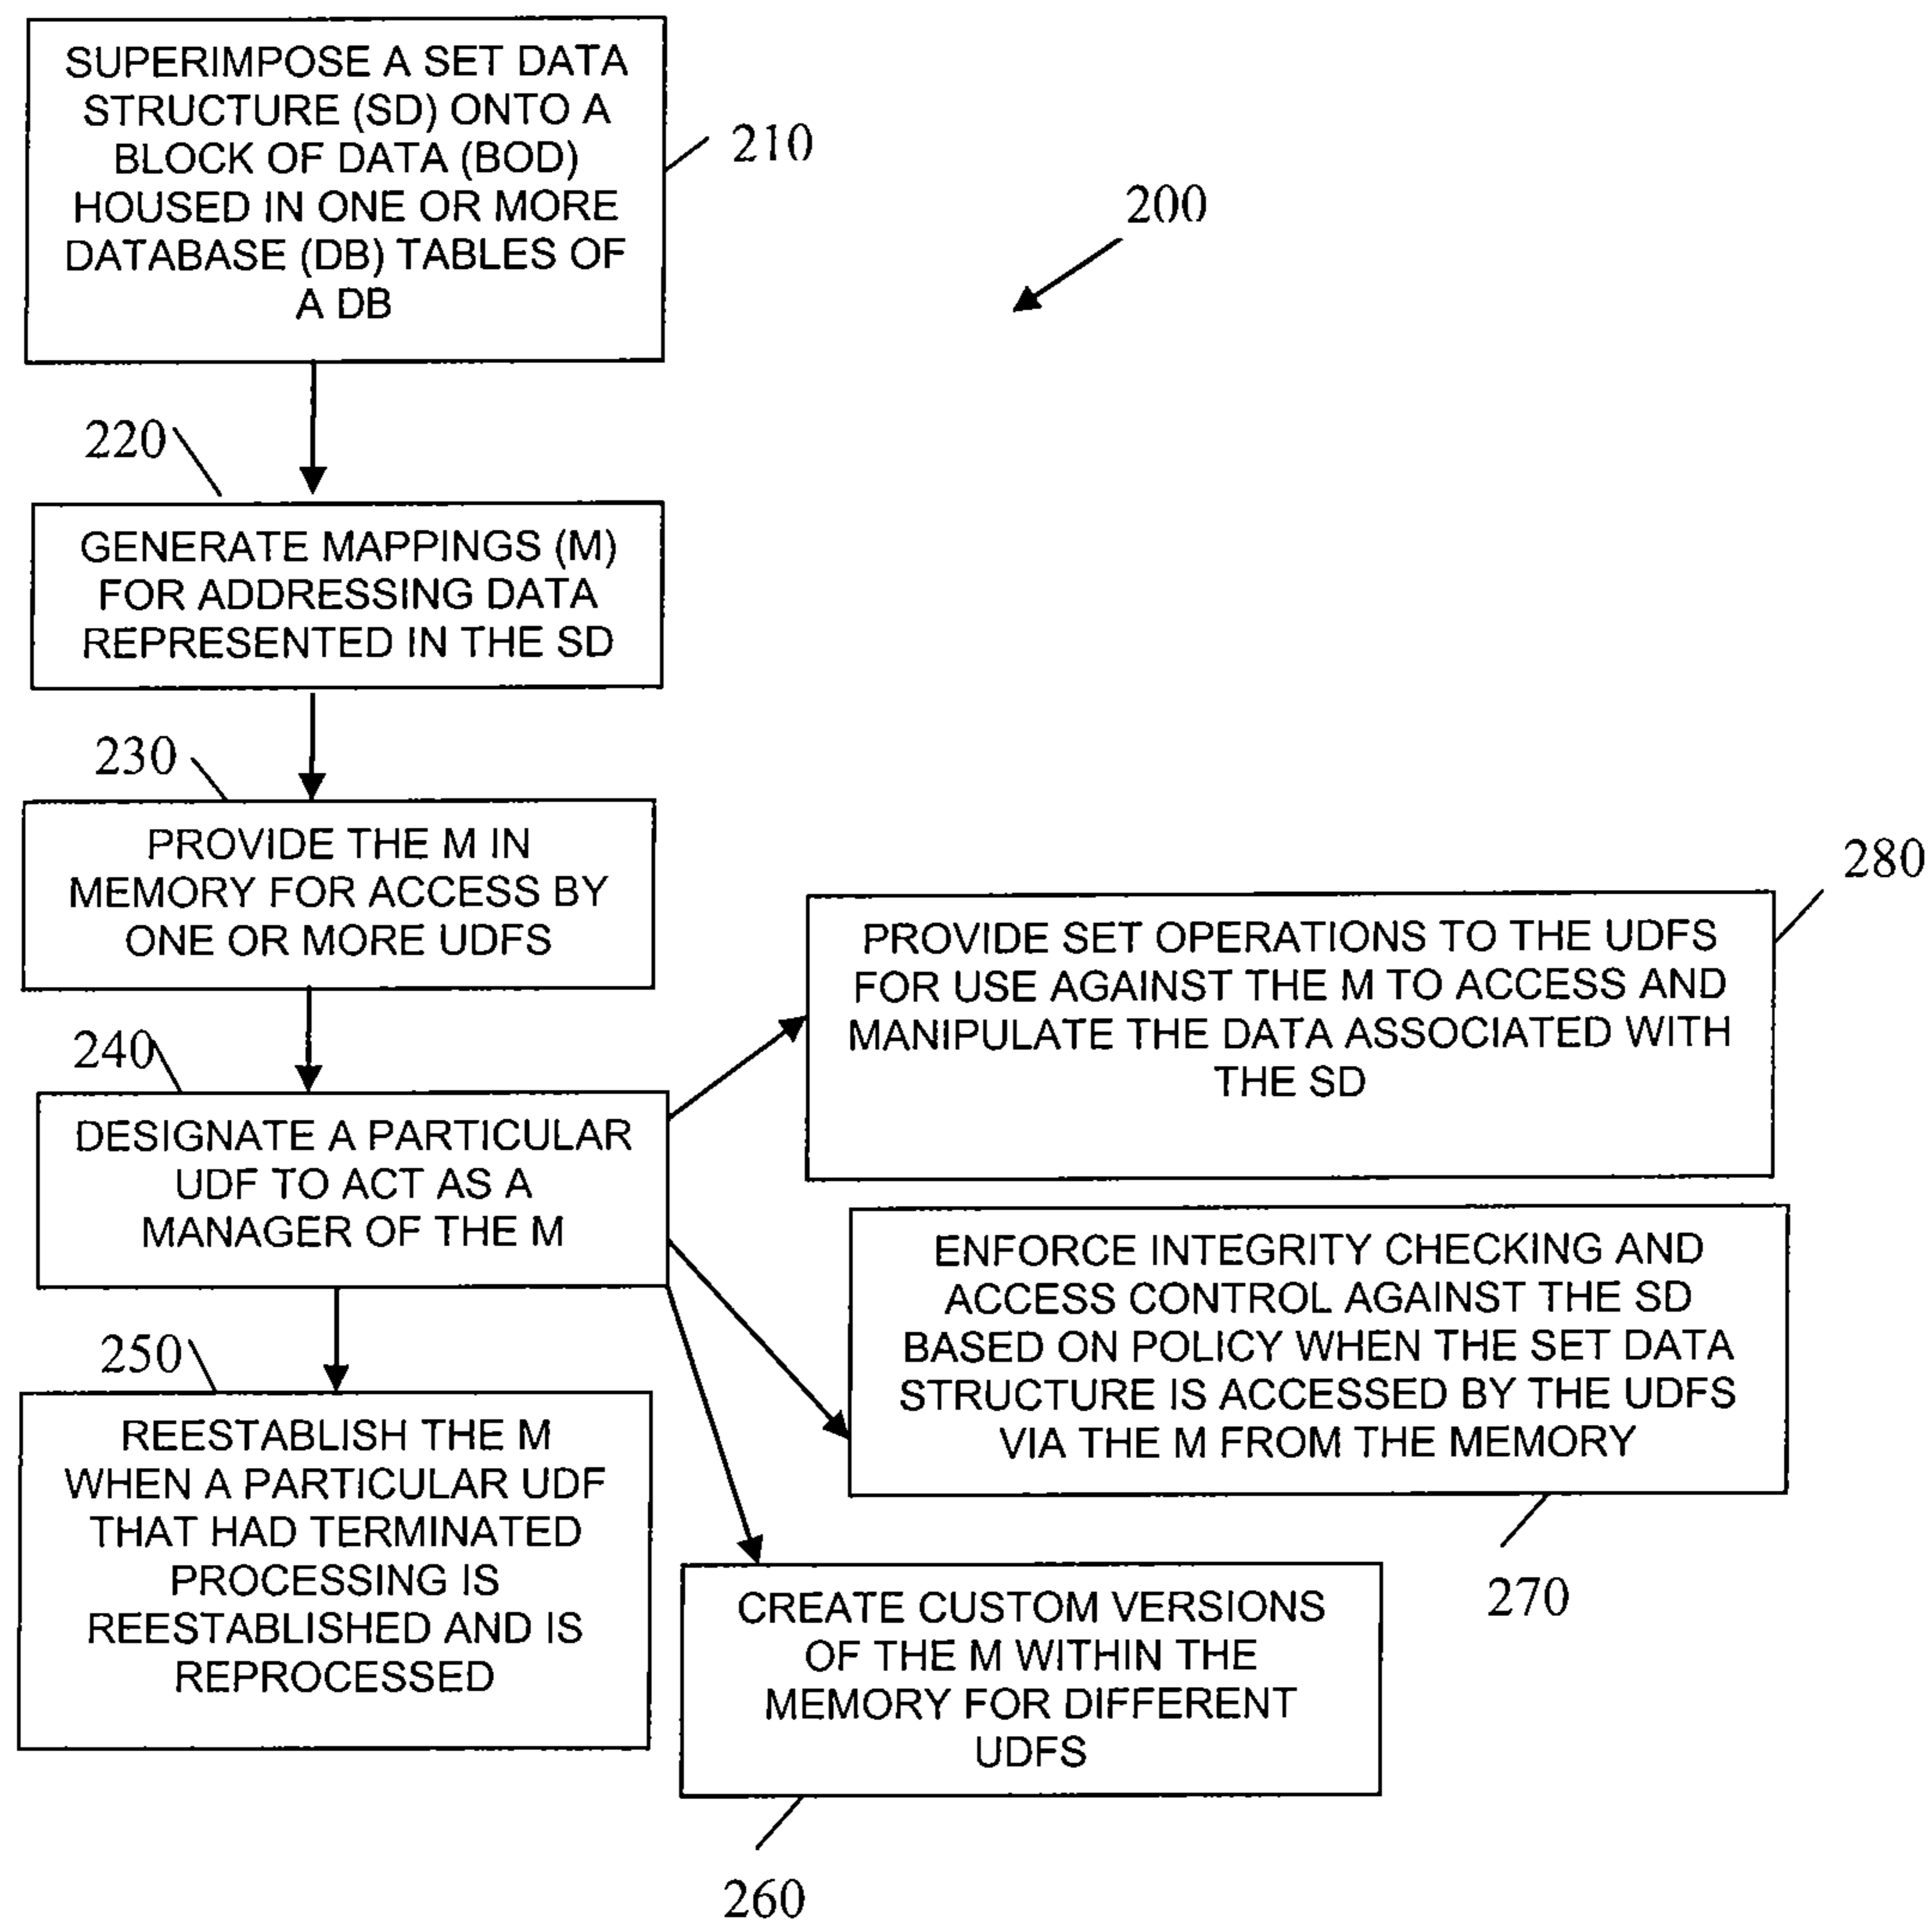 SUPERIMPOSE A SET DATA
STRUCTURE (SD) ONTO A
BLOCK OF DATA (BOD)
HOUSED IN ONE OR MORE
DATABASE (DB) TABLES OF
A DB
210
200
220
GENERATE MAPPINGS (M)
FOR ADDRESSING DATA
REPRESENTED IN THE SD
230
PROVIDE THE M IN
MEMORY FOR ACCESS BY
ONE OR MORE UDFS
240
DESIGNATE A PARTICULAR
UDF TO ACT AS A
MANAGER OF THE M
250
REESTABLISH THE M
WHEN A PARTICULAR UDF
THAT HAD TERMINATED
PROCESSING IS
REESTABLISHED AND IS
REPROCESSED
280
PROVIDE SET OPERATIONS TO THE UDFS
FOR USE AGAINST THE M TO ACCESS AND
MANIPULATE THE DATA ASSOCIATED WITH
THE SD
ENFORCE INTEGRITY CHECKING AND
ACCESS CONTROL AGAINST THE SD
BASED ON POLICY WHEN THE SET DATA
STRUCTURE IS ACCESSED BY THE UDFS
VIA THE M FROM THE MEMORY
270
CREATE CUSTOM VERSIONS
OF THE M WITHIN THE
MEMORY FOR DIFFERENT
UDFS
260